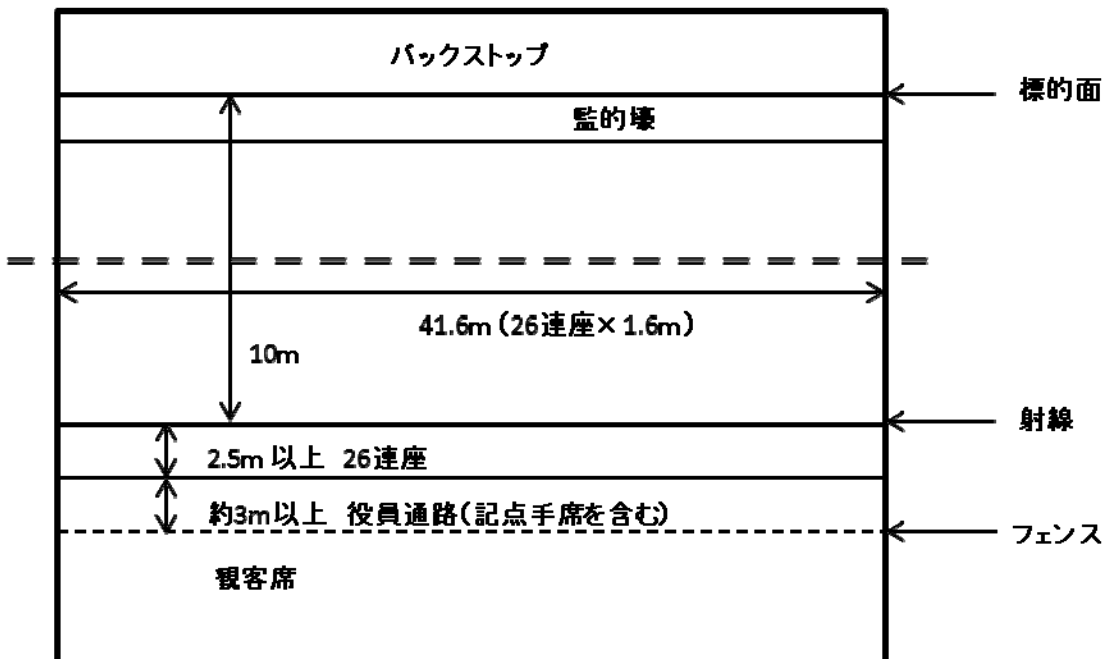 バックストップ
標的面
監的壕
41.6m（26連座×1.6m）
10m
射線
2.5m 以上 26連座
約3m以上 役員通路（記点手席を含む）
フェンス
観客席